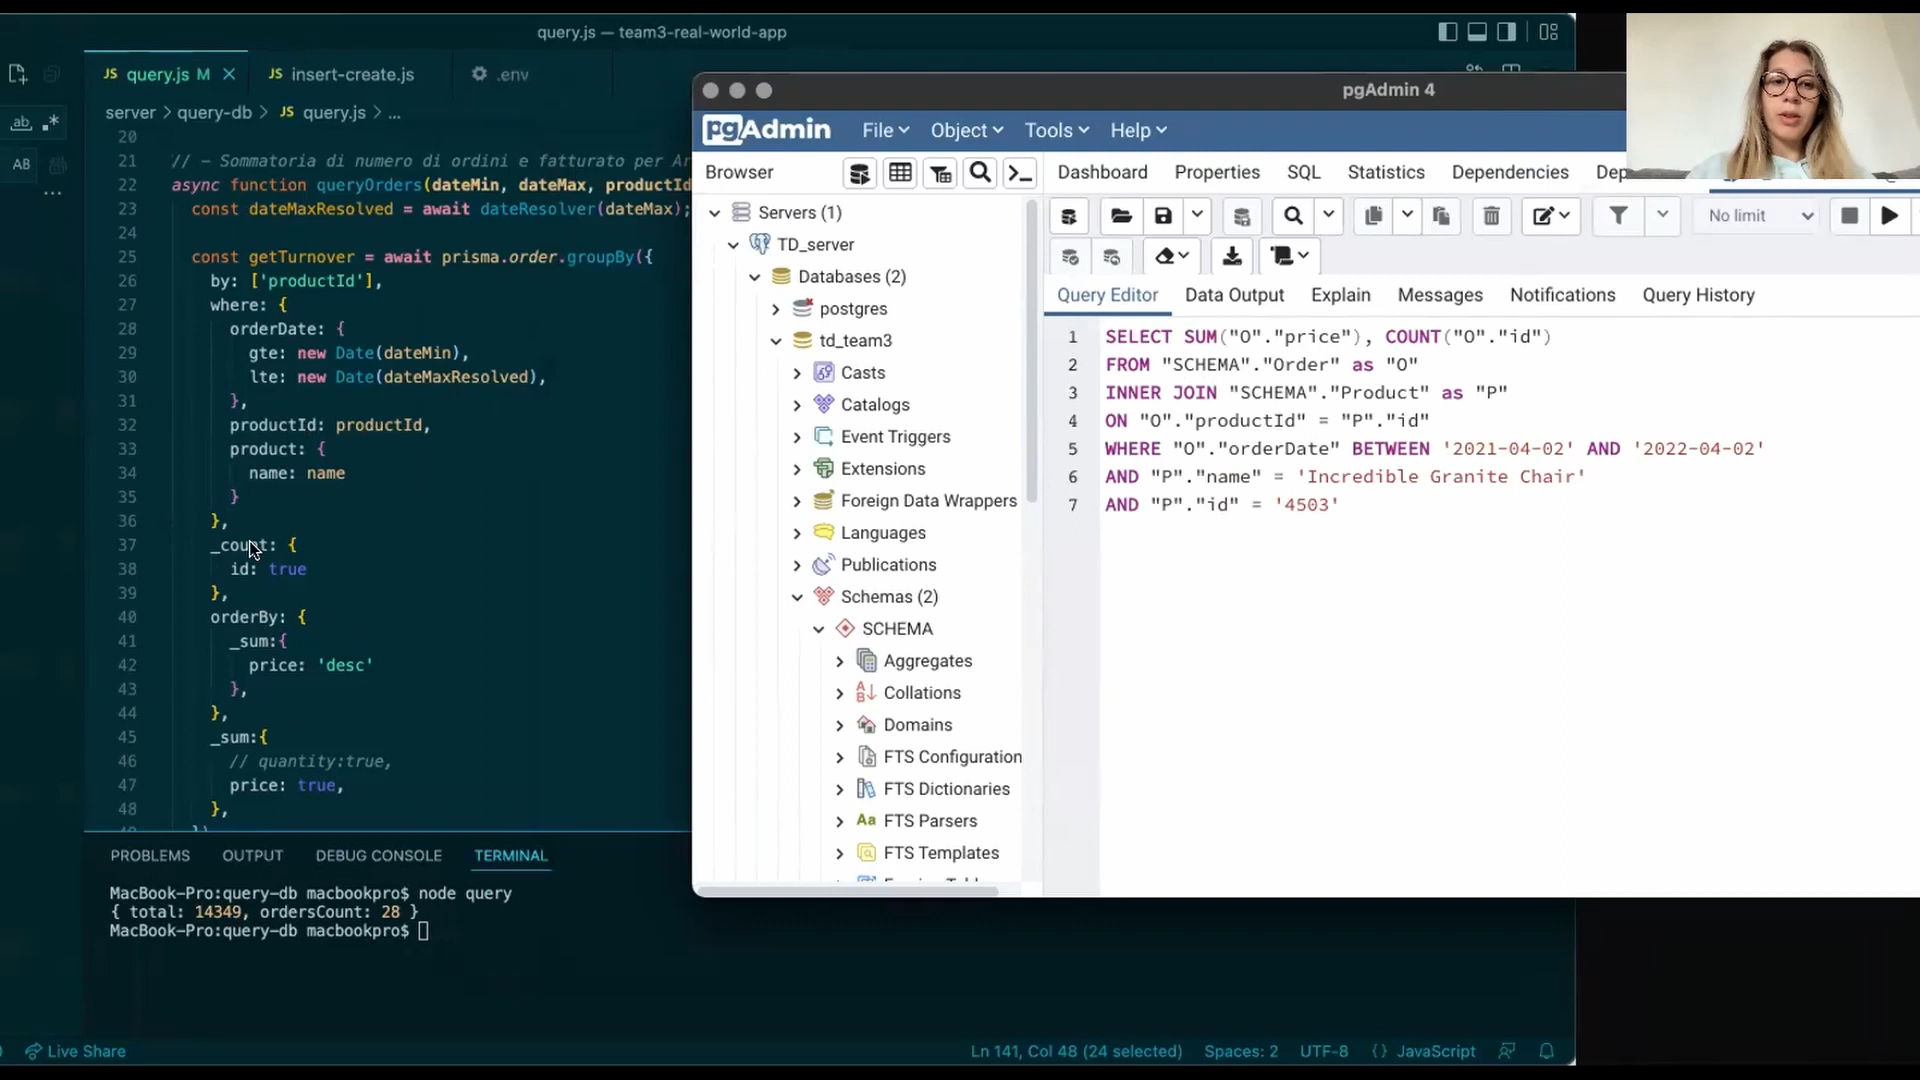 query.js — team3-real-world-app
JS query.js M
JS insert-create.js
.env
server > query-db > JS query.js > ...
ab
AB
...
20
21 // – Sommatoria di numero di ordini e fatturato per Ar
22 async function queryOrders(dateMin, dateMax, productId
23 const dateMaxResolved = await dateResolver(dateMax);
24
25 const getTurnover = await prisma.order.groupBy({
26 by: ['productId'],
27 where: {
28 orderDate: {
29 gte: new Date(dateMin),
30 lte: new Date(dateMaxResolved),
31 },
32 productId: productId,
33 product: {
34 name: name
35 }
36 },
37 _count: {
38 id: true
39 },
40 orderBy: {
41 _sum:{
42 price: 'desc'
43 },
44 },
45 _sum:{
46 // quantity:true,
47 price: true,
48 },
PROBLEMS OUTPUT DEBUG CONSOLE TERMINAL
MacBook-Pro:query-db macbookpro$ node query
{ total: 14349, ordersCount: 28 }
MacBook-Pro:query-db macbookpro$
Live Share
Ln 141, Col 48 (24 selected) Spaces: 2 UTF-8 {} JavaScript
pgAdmin 4
pgAdmin File Object Tools Help
Browser
Dashboard Properties SQL Statistics Dependencies Dep
Servers (1)
TD_server
Databases (2)
postgres
td_team3
Casts
Catalogs
Event Triggers
Extensions
Foreign Data Wrappers
Languages
Publications
Schemas (2)
SCHEMA
Aggregates
Collations
Domains
FTS Configuration
FTS Dictionaries
Aa FTS Parsers
FTS Templates
No limit
Query Editor Data Output Explain Messages Notifications Query History
1 SELECT SUM("O"."price"), COUNT("O"."id")
2 FROM "SCHEMA"."Order" as "O"
3 INNER JOIN "SCHEMA"."Product" as "P"
4 ON "O"."productId" = "P"."id"
5 WHERE "O"."orderDate" BETWEEN '2021-04-02' AND '2022-04-02'
6 AND "P"."name" = 'Incredible Granite Chair'
7 AND "P"."id" = '4503'